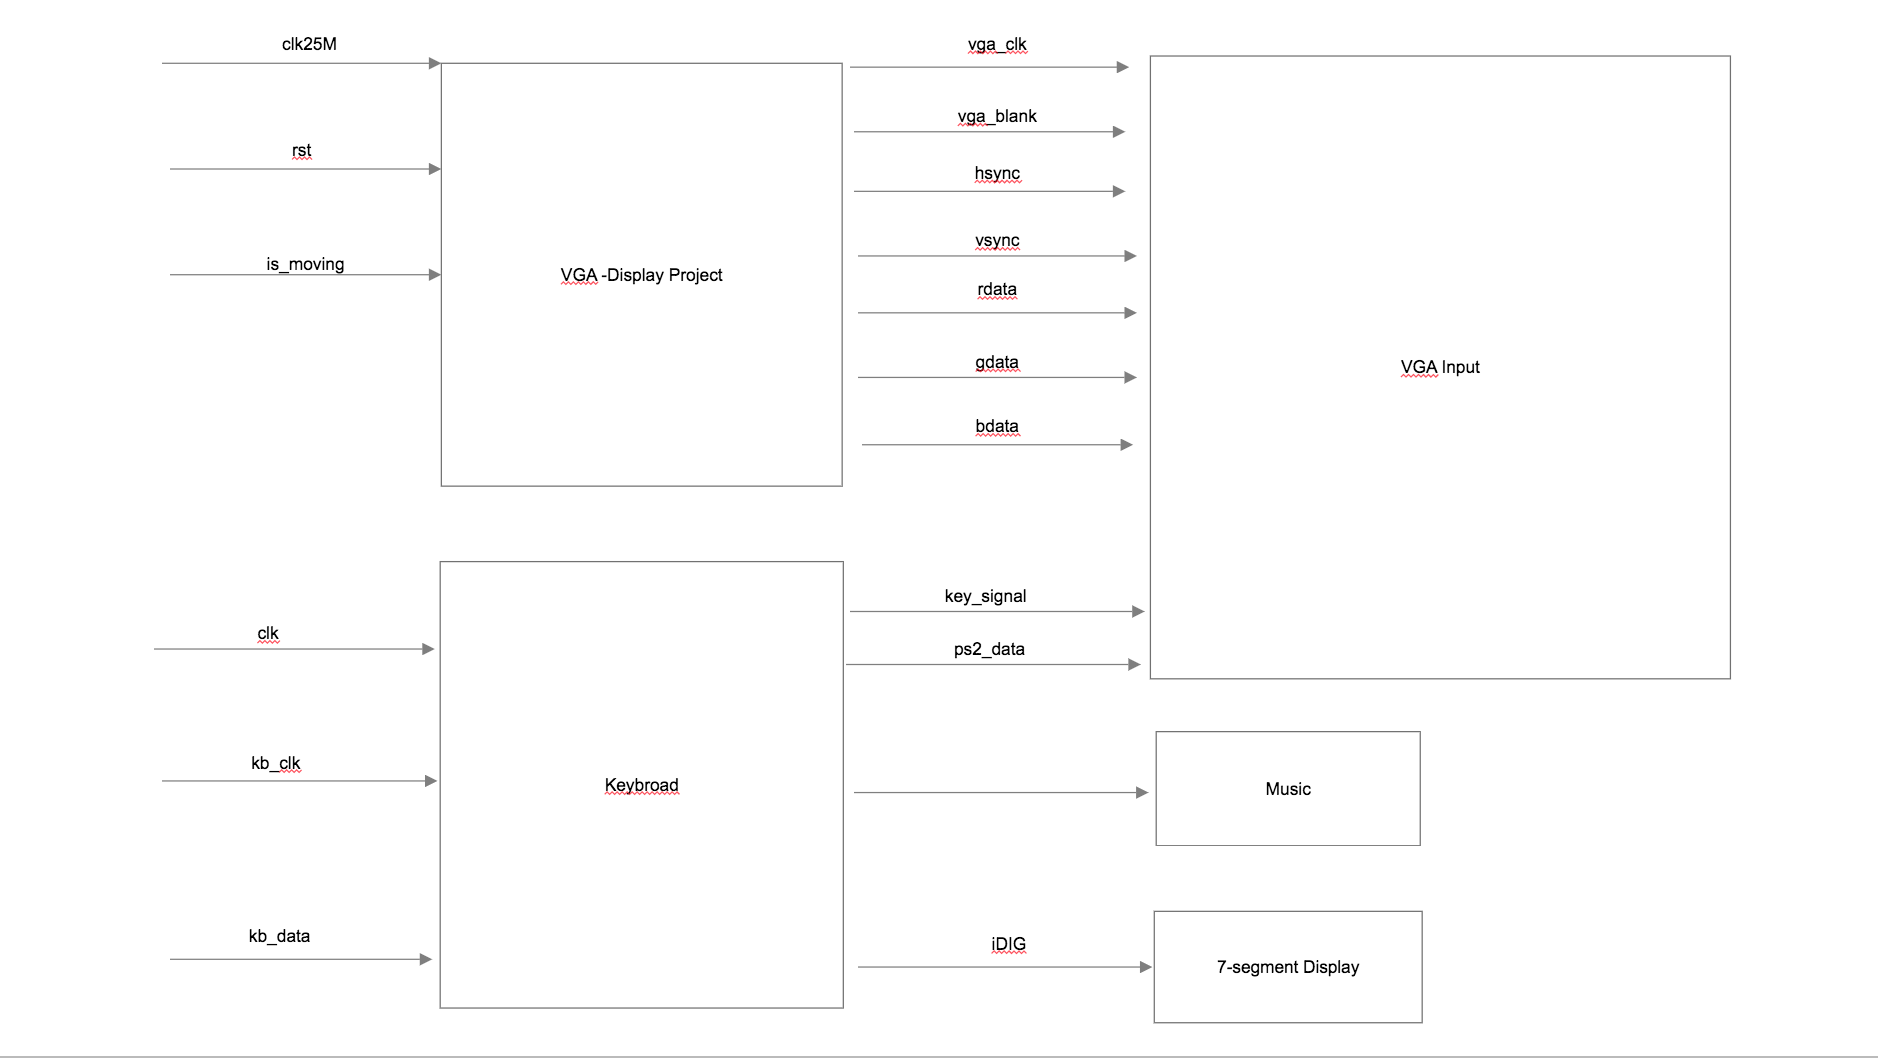 clk25M
rst
is_moving
VGA -Display Project
vga_clk
vga_blank
hsync
vsync
rdata
gdata
bdata
VGA Input
clk
kb_clk
kb_data
Keybroad
key_signal
ps2_data
iDIG
Music
7-segment Display